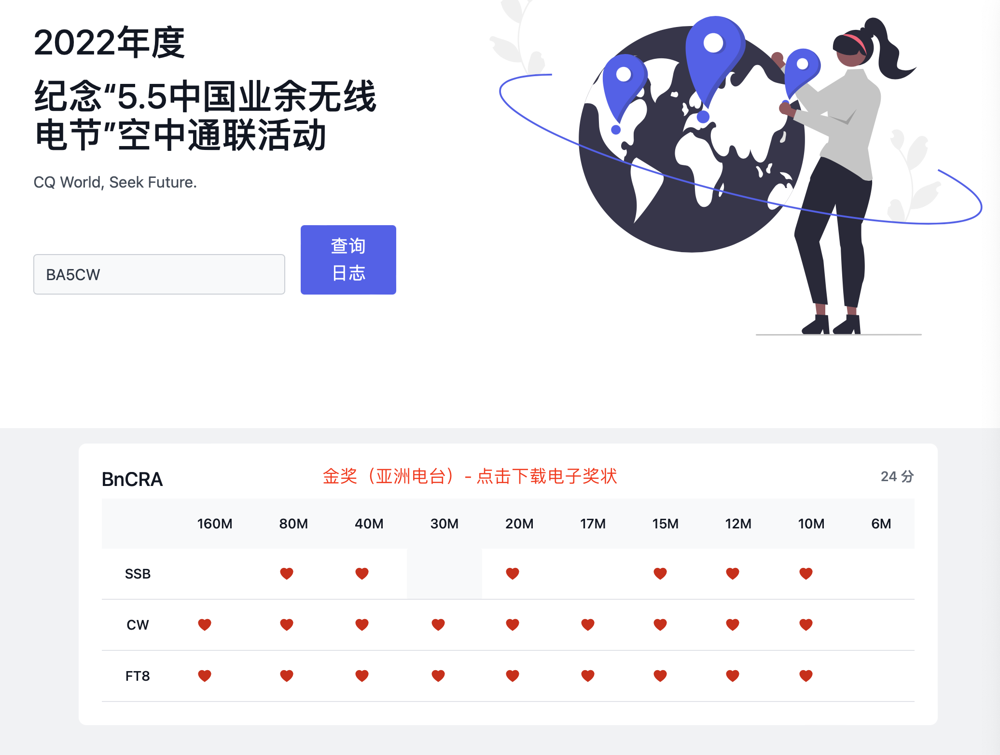 2022年度
纪念“5.5中国业余无线
电节”空中通联活动
CQ World, Seek Future.
BA5CW
查询
日志
BnCRA 金奖（亚洲电台）- 点击下载电子奖状 24 分
160M 80M 40M 30M 20M 17M 15M 12M 10M 6M
SSB
CW
FT8